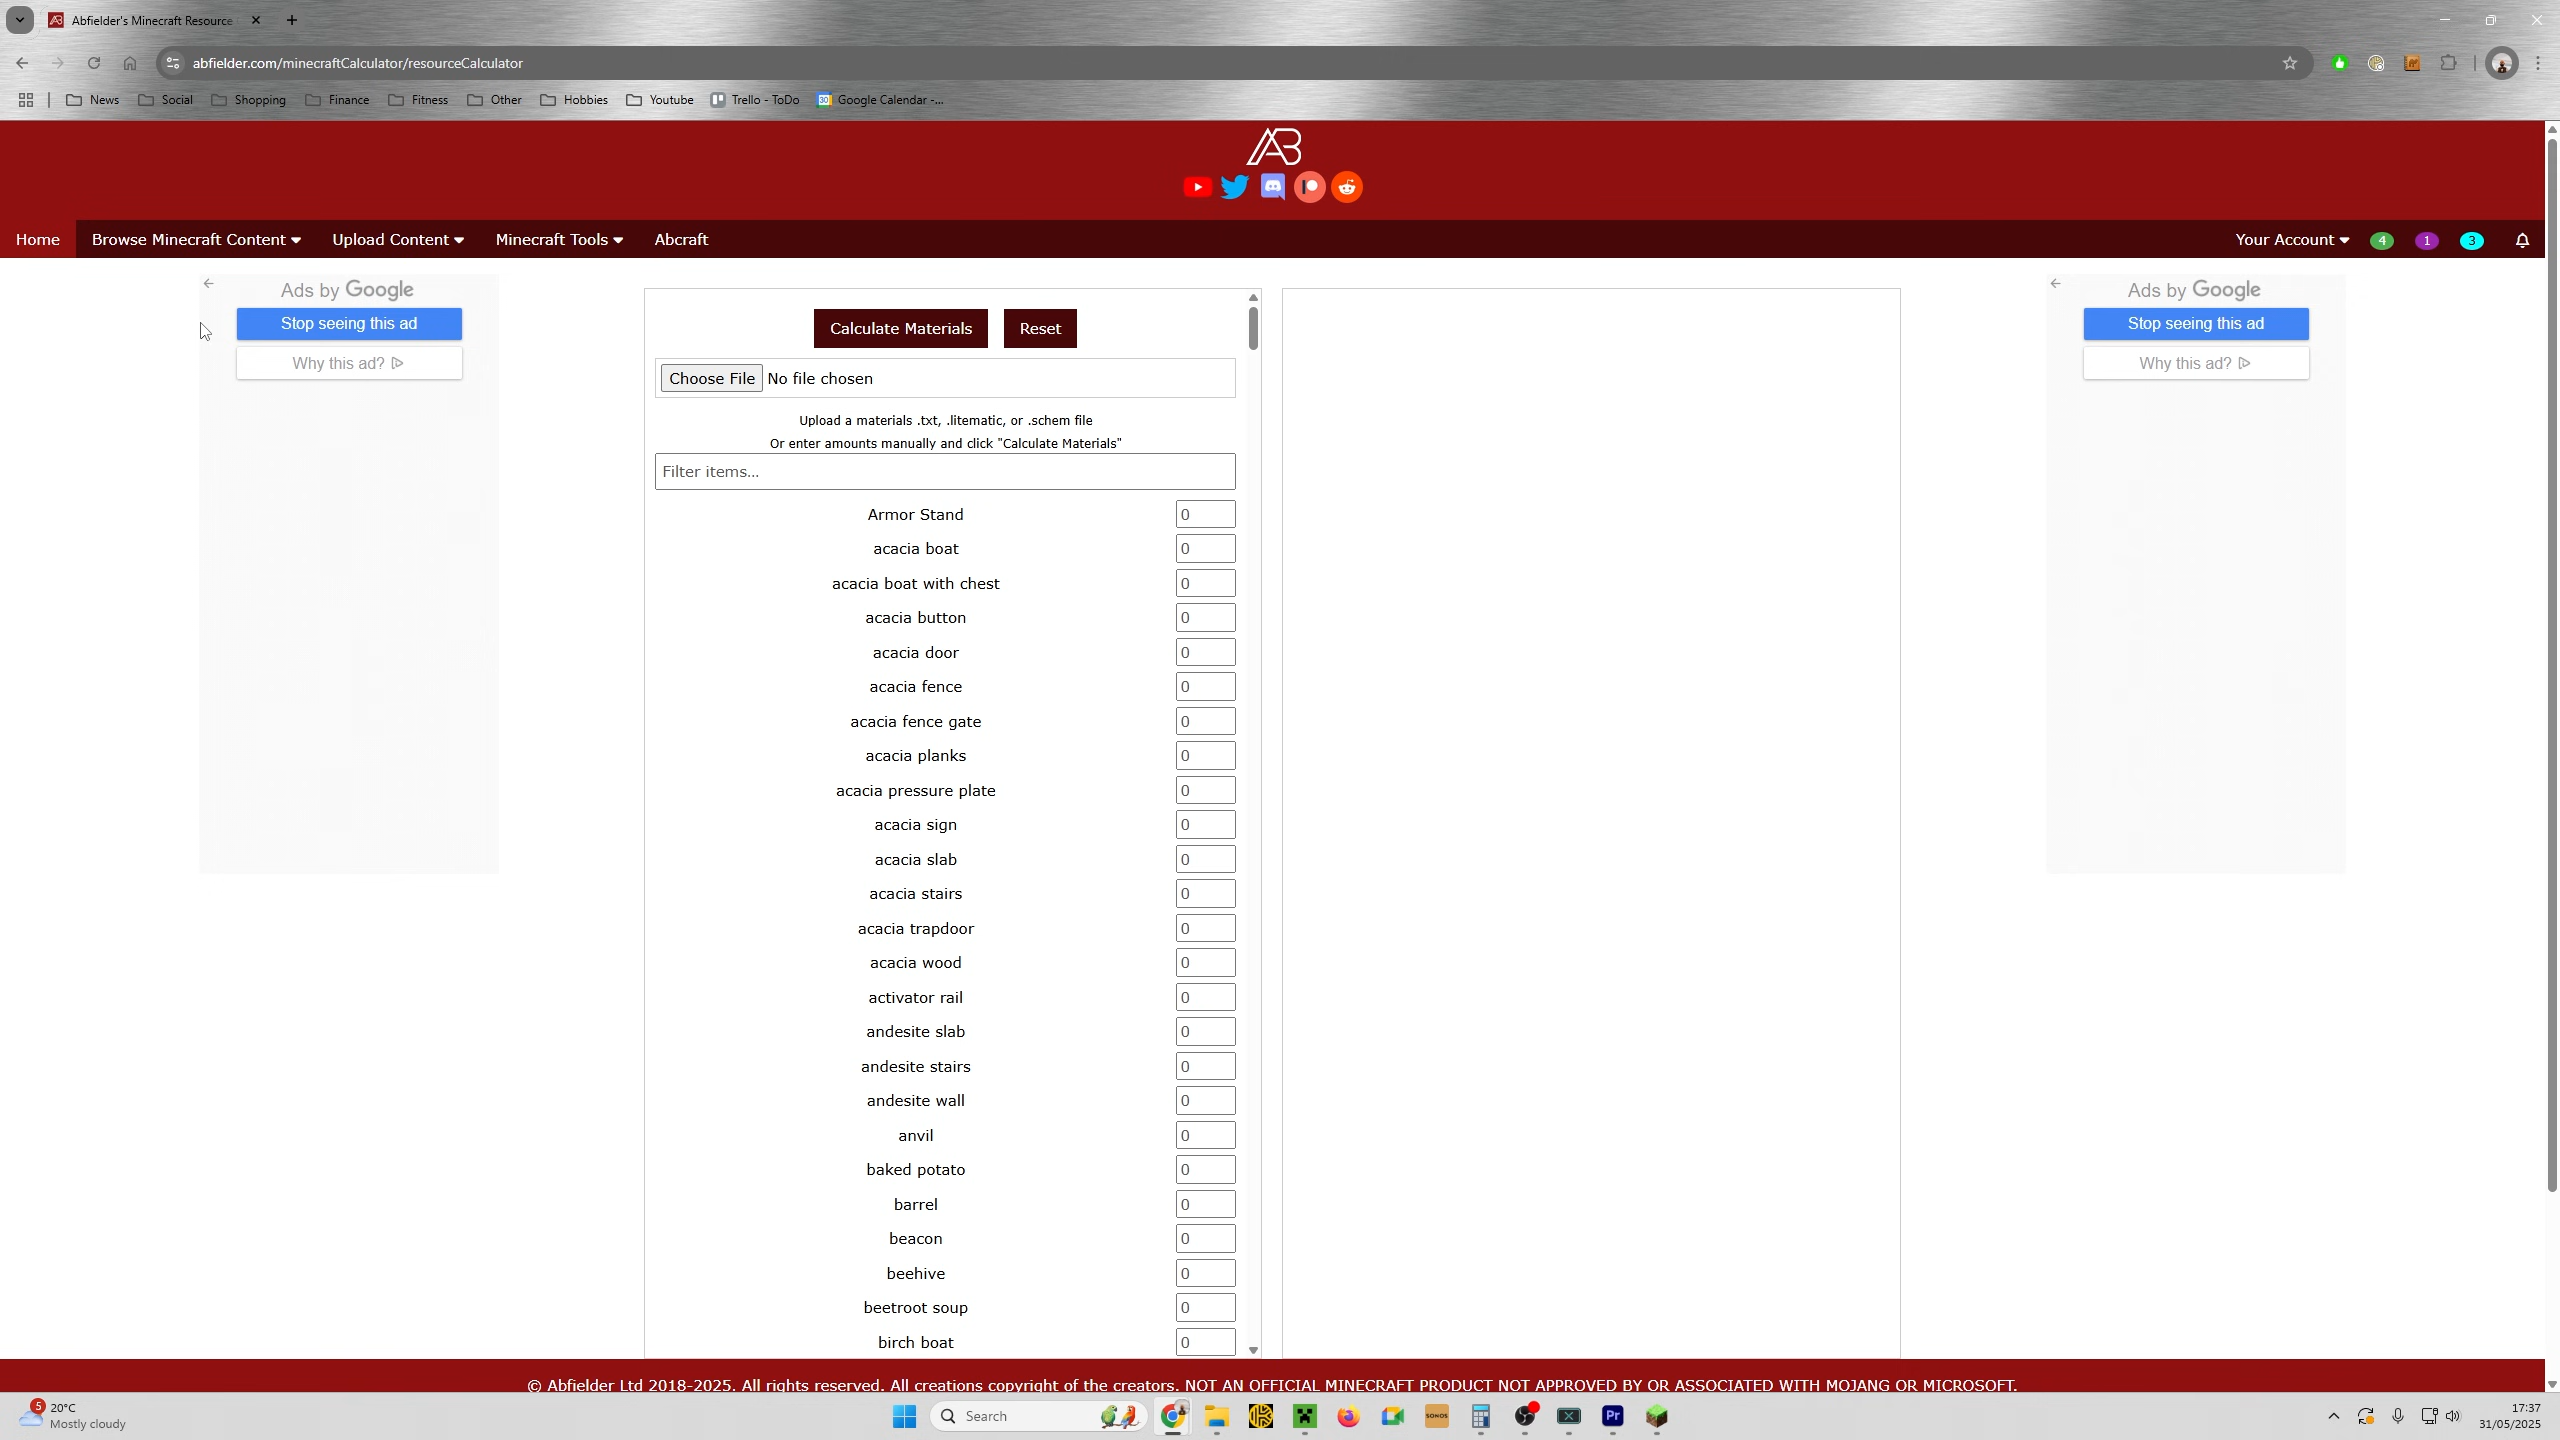 Abfielder's Minecraft Resource
abfielder.com/minecraftCalculator/resourceCalculator
News
Social
Shopping
Finance
Fitness
Other
Hobbies
Youtube
Trello - ToDo
30
Google Calendar -...
AB
Home
Browse Minecraft Content
Upload Content
Minecraft Tools
Abcraft
Your Account
4
1
3
Ads by Google
Stop seeing this ad
Why this ad?
Calculate Materials
Reset
Choose File No file chosen
Upload a materials .txt, .litematic, or .schem file
Or enter amounts manually and click "Calculate Materials"
Filter items...
Armor Stand 0
acacia boat 0
acacia boat with chest 0
acacia button 0
acacia door 0
acacia fence 0
acacia fence gate 0
acacia planks 0
acacia pressure plate 0
acacia sign 0
acacia slab 0
acacia stairs 0
acacia trapdoor 0
acacia wood 0
activator rail 0
andesite slab 0
andesite stairs 0
andesite wall 0
anvil 0
baked potato 0
barrel 0
beacon 0
beehive 0
beetroot soup 0
birch boat 0
Ads by Google
Stop seeing this ad
Why this ad?
© Abfielder Ltd 2018-2025. All rights reserved. All creations copyright of the creators. NOT AN OFFICIAL MINECRAFT PRODUCT NOT APPROVED BY OR ASSOCIATED WITH MOJANG OR MICROSOFT.
5
20°C
Mostly cloudy
Search
SONOS
Pr
17:37
31/05/2025